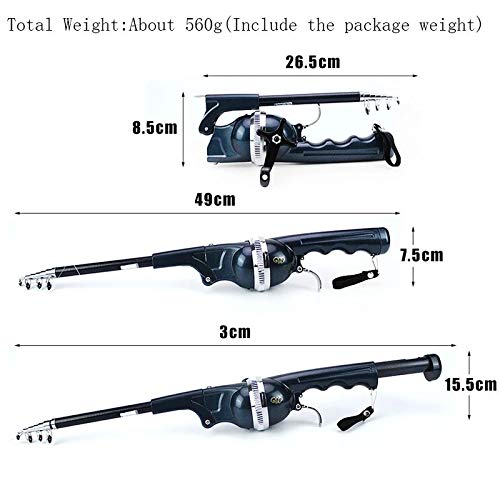 Total Weight:About 560g(Include the package weight)
26.5cm
8.5cm
49cm
7.5cm
3cm
15.5cm